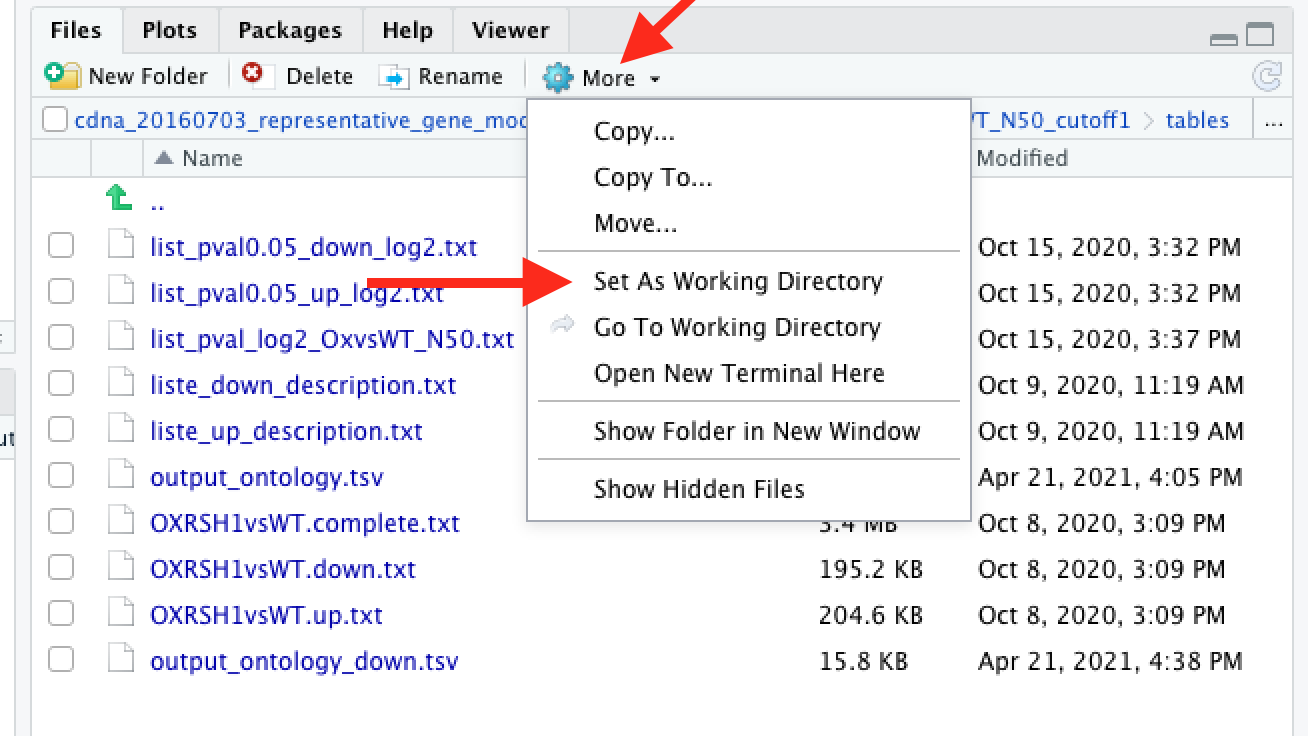 Files Plots Packages Help Viewer
New Folder Delete Rename More
cdna_20160703_representative_gene_mod T_N50_cutoff1 > tables ...
Name Modified
Copy...
Copy To...
Move...
Set As Working Directory
Go To Working Directory
Open New Terminal Here
Show Folder in New Window
Show Hidden Files
..
list_pval0.05_down_log2.txt Oct 15, 2020, 3:32 PM
list_pval0.05_up_log2.txt Oct 15, 2020, 3:32 PM
list_pval_log2_OxvsWT_N50.txt Oct 15, 2020, 3:37 PM
liste_down_description.txt Oct 9, 2020, 11:19 AM
liste_up_description.txt Oct 9, 2020, 11:19 AM
output_ontology.tsv Apr 21, 2021, 4:05 PM
OXRSH1vsWT.complete.txt 3.4 MB Oct 8, 2020, 3:09 PM
OXRSH1vsWT.down.txt 195.2 KB Oct 8, 2020, 3:09 PM
OXRSH1vsWT.up.txt 204.6 KB Oct 8, 2020, 3:09 PM
output_ontology_down.tsv 15.8 KB Apr 21, 2021, 4:38 PM